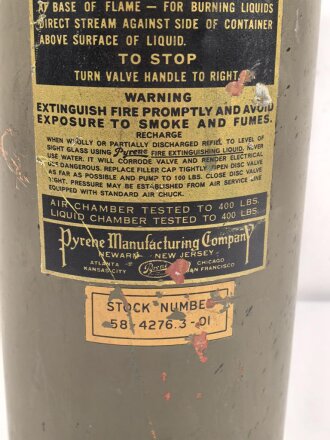 AT BASE OF FLAME — FOR BURNING LIQUIDS
DIRECT STREAM AGAINST SIDE OF CONTAINER
ABOVE SURFACE OF LIQUID.
TO STOP
TURN VALVE HANDLE TO RIGHT
WARNING
EXTINGUISH FIRE PROMPTLY AND AVOID
EXPOSURE TO SMOKE AND FUMES.
RECHARGE
WHEN WHOLLY OR PARTIALLY DISCHARGED REFILL TO LEVEL OF
SIGHT GLASS USING Pyrene FIRE EXTINGUISHING LIQUID. NEVER
USE WATER. IT WILL CORRODE VALVE AND RENDER ELECTRICAL
USE DANGEROUS. REPLACE FILLER CAP TIGHTLY. OPEN DISC VALVE
AS FAR AS POSSIBLE AND PUMP TO 100 LBS. CLOSE DISC VALVE
TIGHT. PRESSURE MAY BE ESTABLISHED FROM AIR SERVICE LINE
EQUIPPED WITH STANDARD AIR CHUCK.
AIR CHAMBER TESTED TO 400 LBS.
LIQUID CHAMBER TESTED TO 400 LBS.
Pyrene Manufacturing Company
NEWARK NEW JERSEY
ATLANTA Pyrene CHICAGO
KANSAS CITY SAN FRANCISCO
STOCK NUMBER
58-4276.3-01